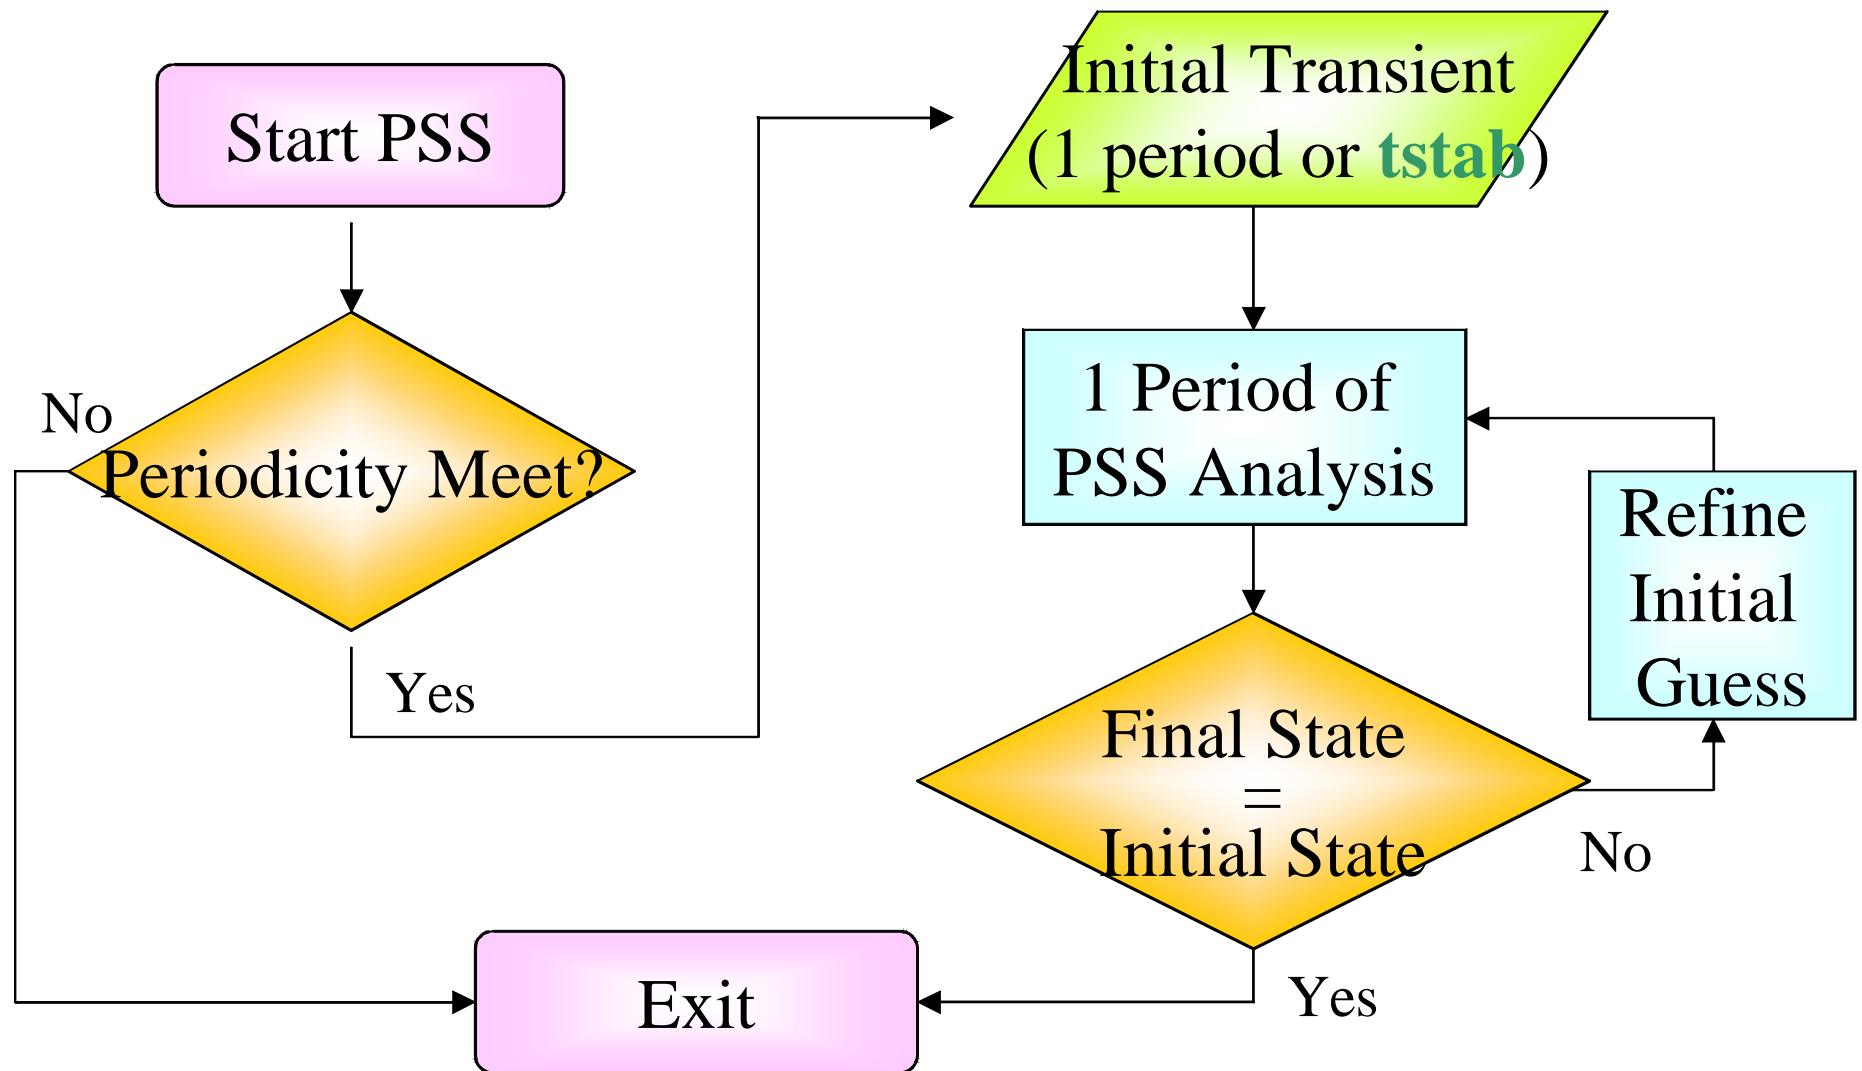 Start PSS
No
Periodicity Meet?
Yes
Initial Transient
(1 period or tstab)
1 Period of
PSS Analysis
Refine
Initial
Guess
Final State
=
Initial State
No
Yes
Exit